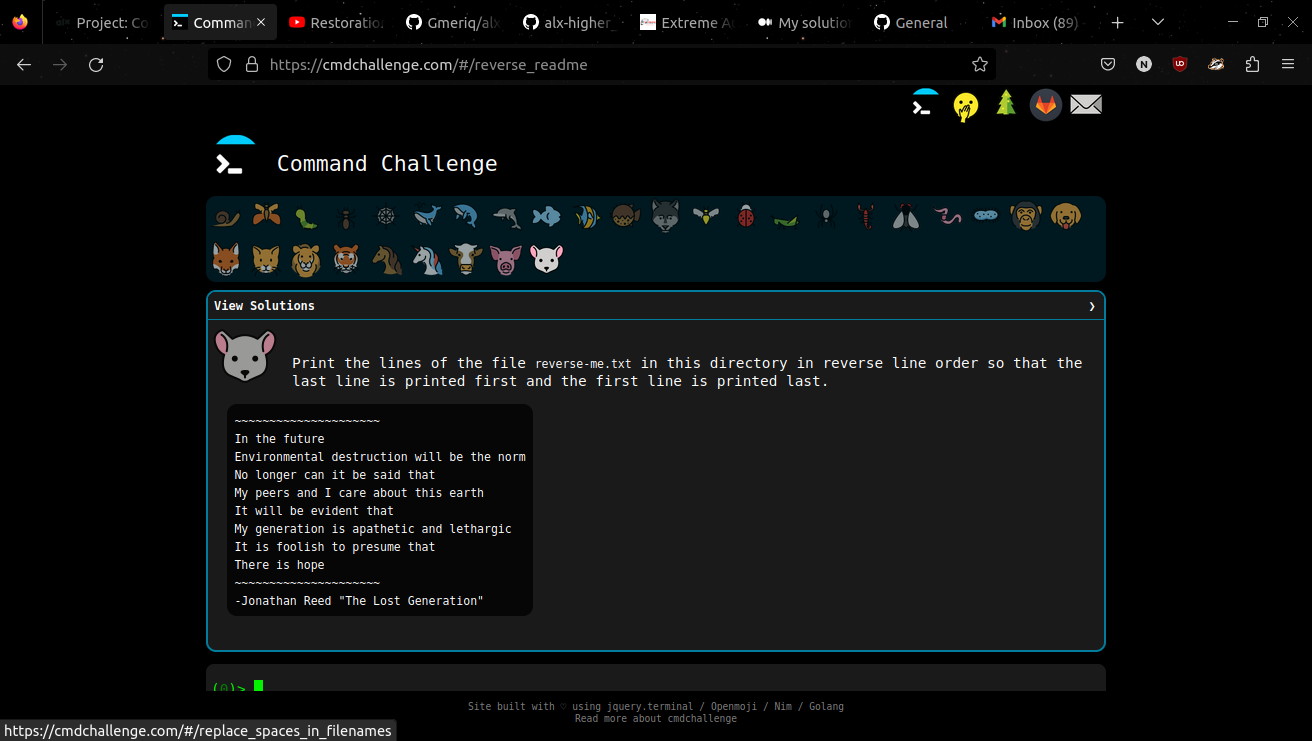 Project: Co
Comman
Restoratio
Gmeriq/alx
alx-higher
Extreme A
My solutio
General
Inbox (89)
https://cmdchallenge.com/#/reverse_readme
N
Command Challenge
View Solutions
Print the lines of the file reverse-me.txt in this directory in reverse line order so that the
last line is printed first and the first line is printed last.
~~~~~~~~~~~~~~~~~~~~~
In the future
Environmental destruction will be the norm
No longer can it be said that
My peers and I care about this earth
It will be evident that
My generation is apathetic and lethargic
It is foolish to presume that
There is hope
~~~~~~~~~~~~~~~~~~~~~
-Jonathan Reed "The Lost Generation"
(0)>
Site built with ♡ using jquery.terminal / Openmoji / Nim / Golang
Read more about cmdchallenge
https://cmdchallenge.com/#/replace_spaces_in_filenames